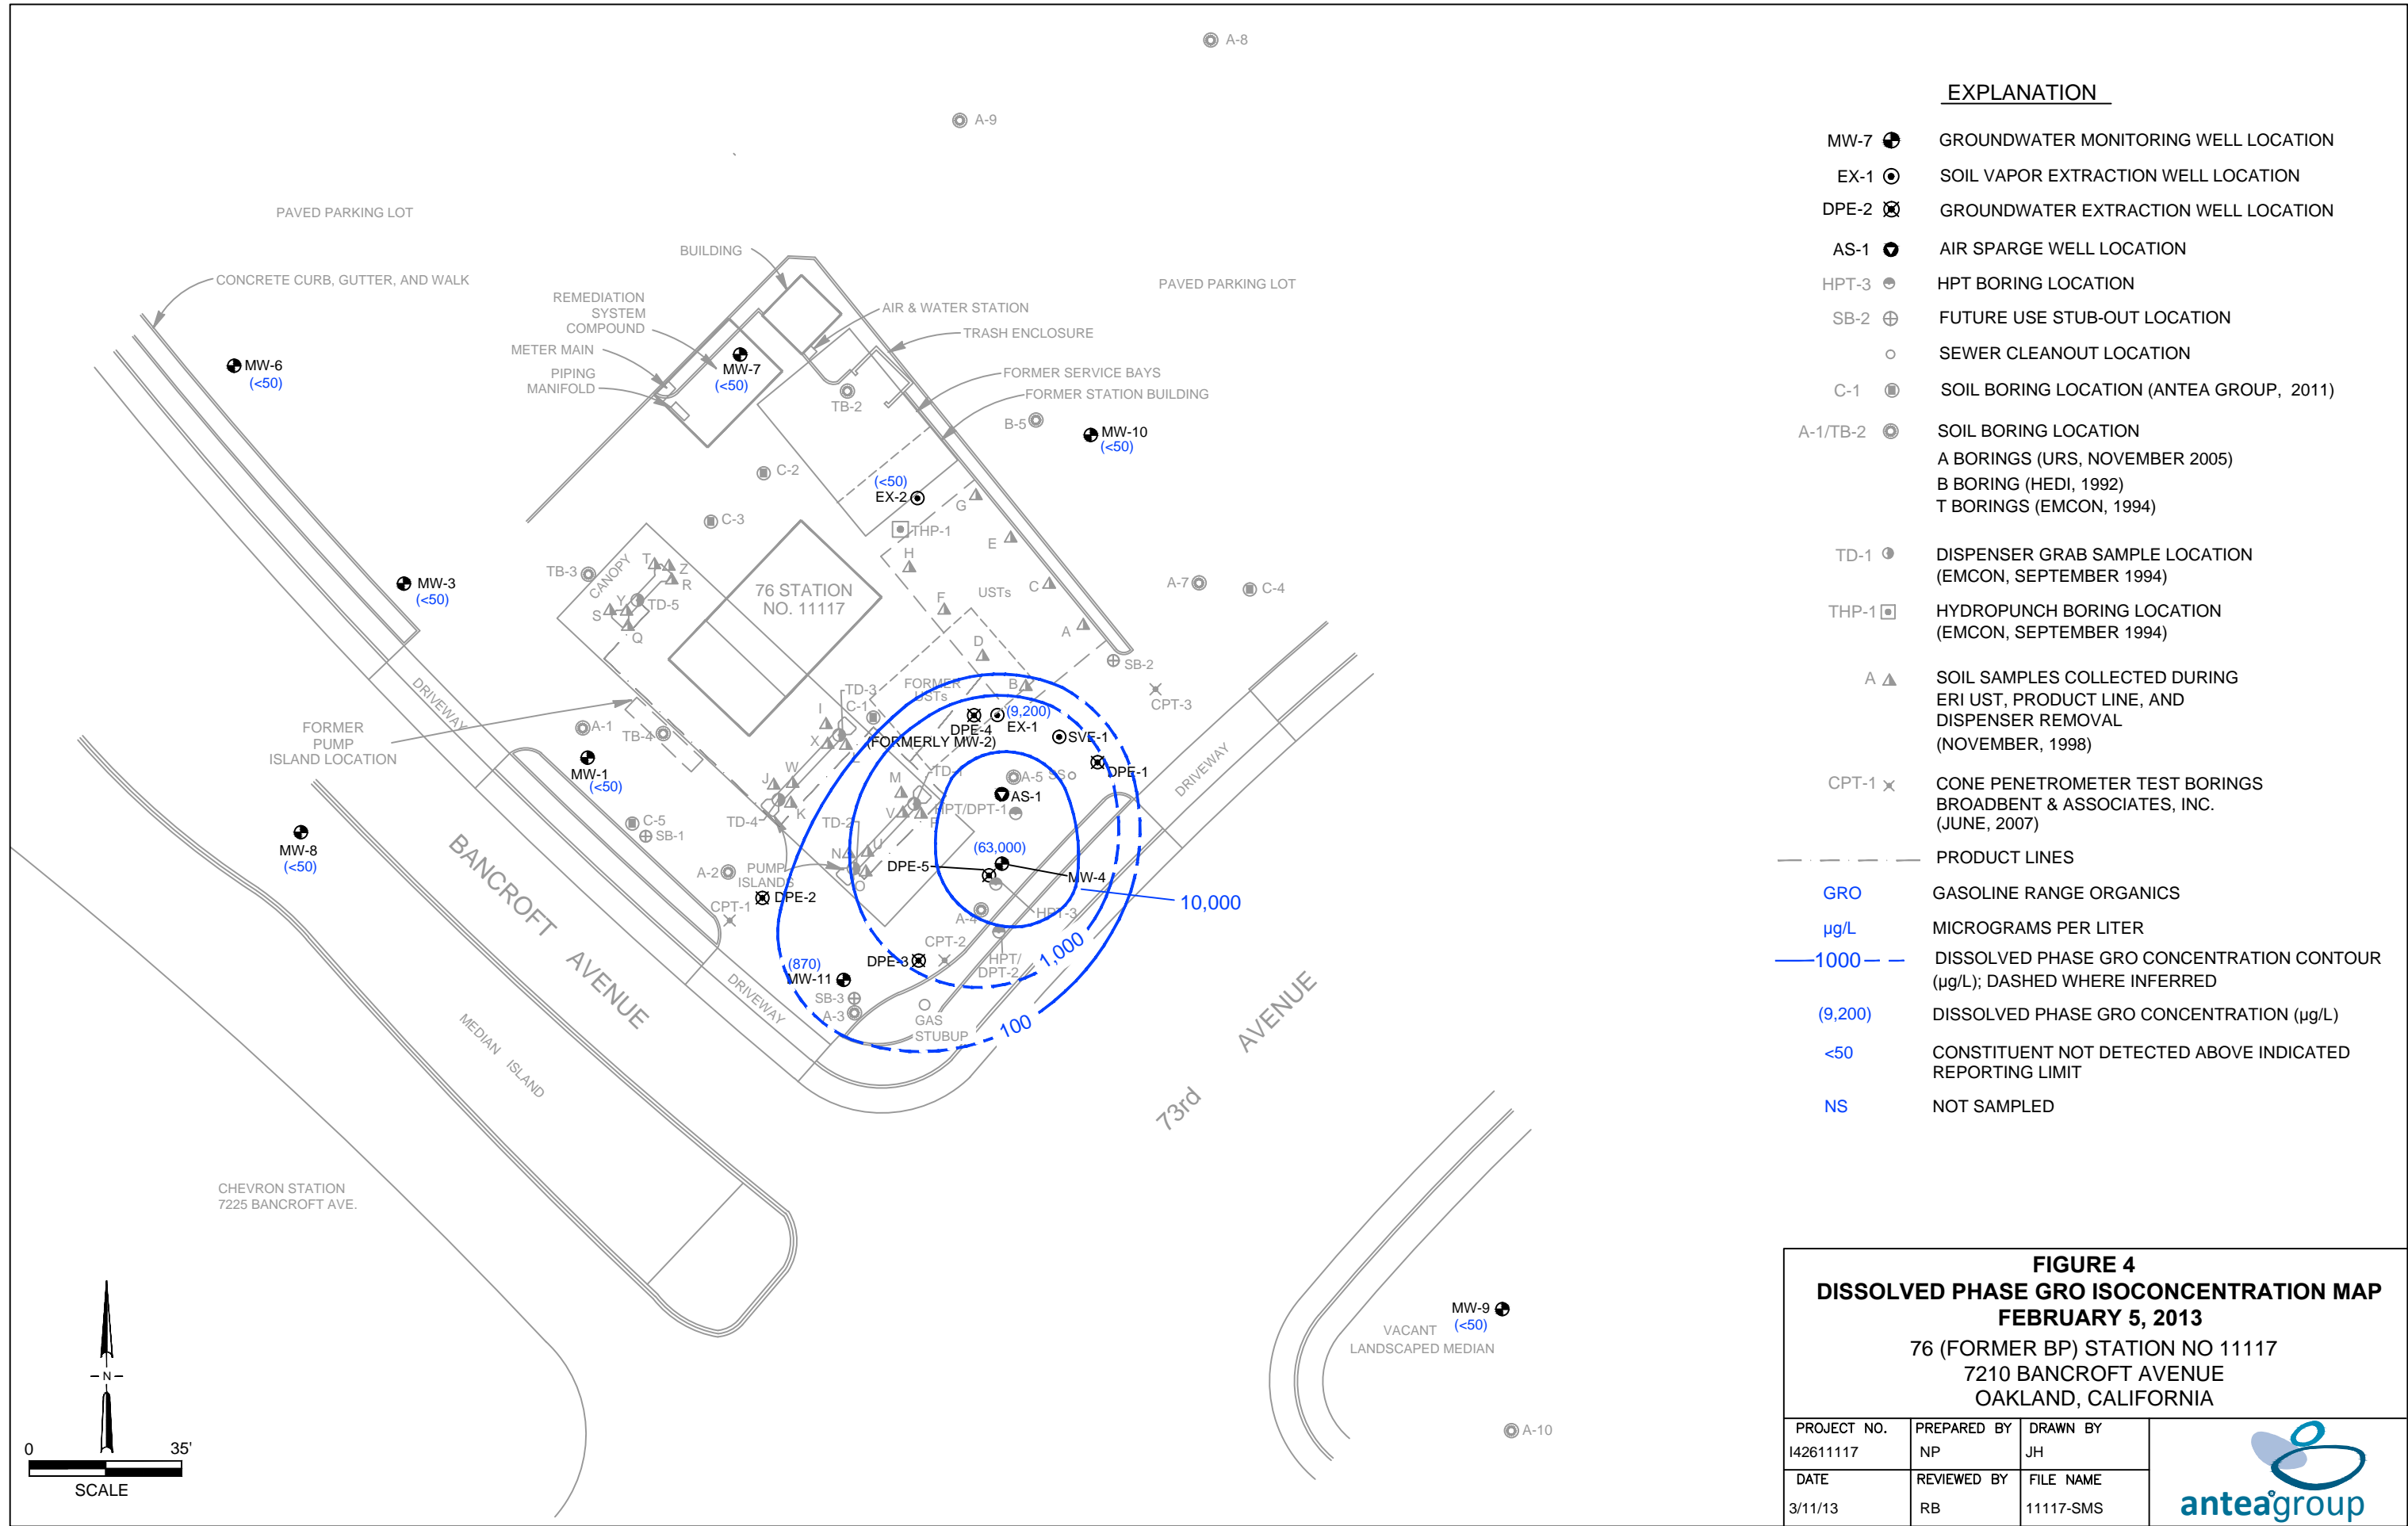 A-8
A-9
PAVED PARKING LOT
BUILDING
CONCRETE CURB, GUTTER, AND WALK
PAVED PARKING LOT
REMEDIATION
SYSTEM
COMPOUND
AIR & WATER STATION
TRASH ENCLOSURE
METER MAIN
PIPING
MANIFOLD
MW-6
(<50)
MW-7
(<50)
FORMER SERVICE BAYS
FORMER STATION BUILDING
TB-2
B-5
MW-10
(<50)
C-2
(<50)
EX-2
G
C-3
THP-1
E
H
TB-3
CANOPY
T
Z
R
MW-3
(<50)
76 STATION
NO. 11117
USTs
C
A-7
C-4
Y
TD-5
S
F
Q
A
D
SB-2
DRIVEWAY
TD-3
FORMER
USTs
B
CPT-3
C-1
FORMER
PUMP
ISLAND LOCATION
A-1
TB-4
I
X
DPE-4
(FORMERLY MW-2)
(9,200)
EX-1
SVE-1
L
MW-1
(<50)
J
W
M
TD-1
A-5
SS
DPE-1
DRIVEWAY
AS-1
K
V
P
HPT/DPT-1
C-5
SB-1
TD-4
TD-2
MW-8
(<50)
BANCROFT AVENUE
N
U
(63,000)
DPE-5
MW-4
A-2
PUMP
ISLANDS
O
DPE-2
CPT-1
A-4
HPT-3
10,000
CPT-2
1,000
(870)
MW-11
DPE-3
HPT/
DPT-2
SB-3
A-3
DRIVEWAY
GAS
STUBUP
100
MEDIAN ISLAND
73rd AVENUE
CHEVRON STATION
7225 BANCROFT AVE.
MW-9
(<50)
VACANT
LANDSCAPED MEDIAN
A-10
N
0 35'
SCALE
EXPLANATION
MW-7 GROUNDWATER MONITORING WELL LOCATION
EX-1 SOIL VAPOR EXTRACTION WELL LOCATION
DPE-2 GROUNDWATER EXTRACTION WELL LOCATION
AS-1 AIR SPARGE WELL LOCATION
HPT-3 HPT BORING LOCATION
SB-2 FUTURE USE STUB-OUT LOCATION
SEWER CLEANOUT LOCATION
C-1 SOIL BORING LOCATION (ANTEA GROUP, 2011)
A-1/TB-2 SOIL BORING LOCATION
A BORINGS (URS, NOVEMBER 2005)
B BORING (HEDI, 1992)
T BORINGS (EMCON, 1994)
TD-1 DISPENSER GRAB SAMPLE LOCATION
(EMCON, SEPTEMBER 1994)
THP-1 HYDROPUNCH BORING LOCATION
(EMCON, SEPTEMBER 1994)
A SOIL SAMPLES COLLECTED DURING
ERI UST, PRODUCT LINE, AND
DISPENSER REMOVAL
(NOVEMBER, 1998)
CPT-1 CONE PENETROMETER TEST BORINGS
BROADBENT & ASSOCIATES, INC.
(JUNE, 2007)
PRODUCT LINES
GRO GASOLINE RANGE ORGANICS
µg/L MICROGRAMS PER LITER
1000 DISSOLVED PHASE GRO CONCENTRATION CONTOUR
(µg/L); DASHED WHERE INFERRED
(9,200) DISSOLVED PHASE GRO CONCENTRATION (µg/L)
<50 CONSTITUENT NOT DETECTED ABOVE INDICATED
REPORTING LIMIT
NS NOT SAMPLED
FIGURE 4
DISSOLVED PHASE GRO ISOCONCENTRATION MAP
FEBRUARY 5, 2013
76 (FORMER BP) STATION NO 11117
7210 BANCROFT AVENUE
OAKLAND, CALIFORNIA
PROJECT NO. PREPARED BY DRAWN BY
I42611117 NP JH
DATE REVIEWED BY FILE NAME
3/11/13 RB 11117-SMS
anteagroup